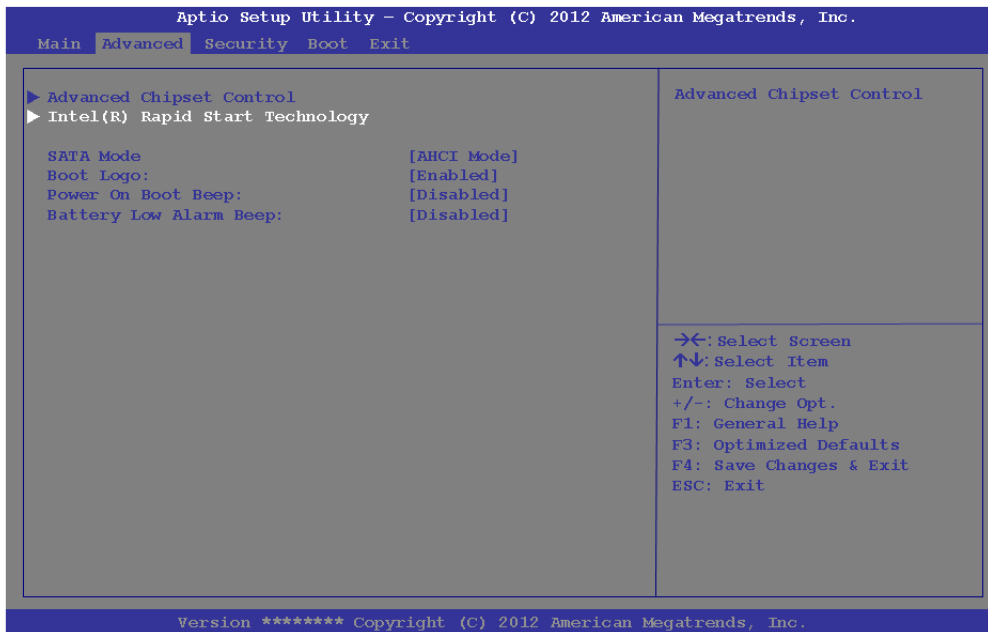 Aptio Setup Utility – Copyright (C) 2012 American Megatrends, Inc.
Main Advanced Security Boot Exit
▶ Advanced Chipset Control
▶ Intel(R) Rapid Start Technology
SATA Mode [AHCI Mode]
Boot Logo: [Enabled]
Power On Boot Beep: [Disabled]
Battery Low Alarm Beep: [Disabled]
Advanced Chipset Control
→←: Select Screen
↑↓: Select Item
Enter: Select
+/-: Change Opt.
F1: General Help
F3: Optimized Defaults
F4: Save Changes & Exit
ESC: Exit
Version ******** Copyright (C) 2012 American Megatrends, Inc.